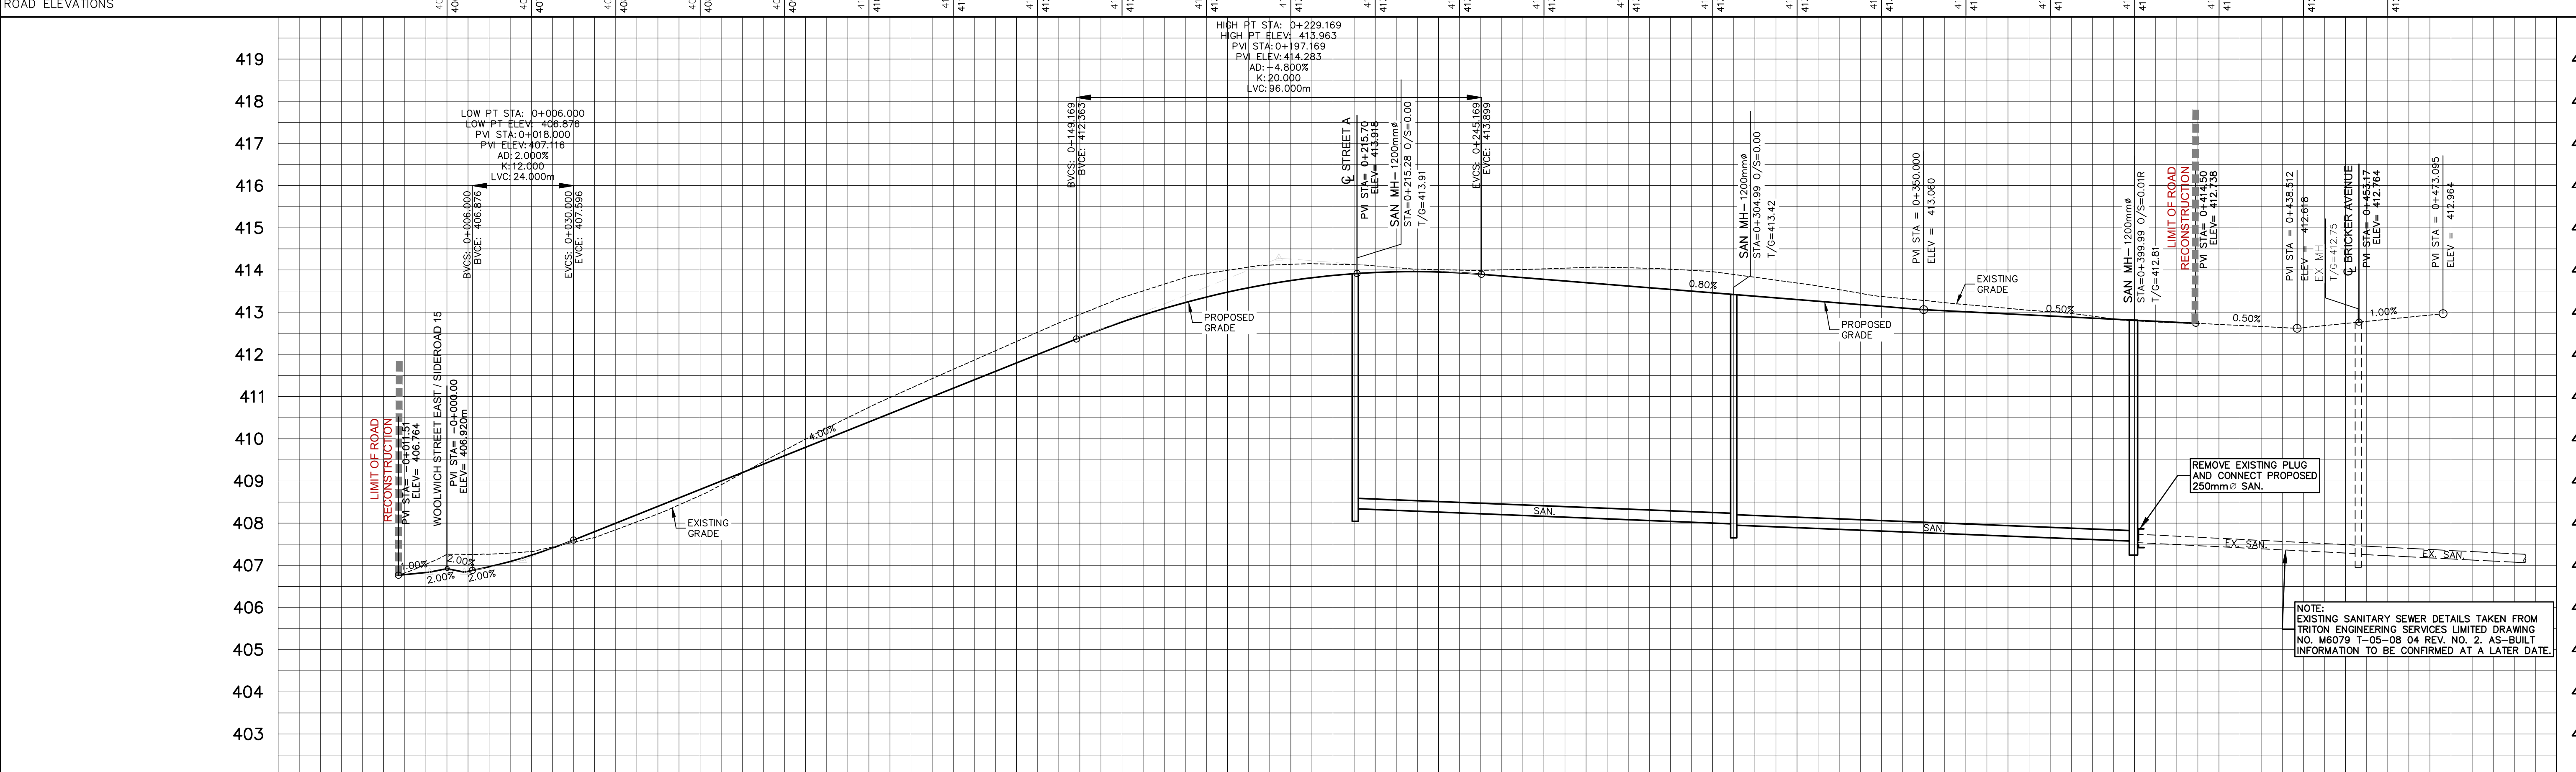 ROAD ELEVATIONS
419
418
417
416
415
414
413
412
411
410
409
408
407
406
405
404
403
LIMIT OF ROAD
RECONSTRUCTION
PVI STA= -0+011.51
ELEV= 406.764
WOOLWICH STREET EAST / SIDEROAD 15
PVI STA= -0+000.00
ELEV= 406.920m
LOW PT STA: 0+006.000
LOW PT ELEV: 406.876
PVI STA: 0+018.000
PVI ELEV: 407.116
AD: 2.000%
K: 12.000
LVC: 24.000m
BVCS: 0+006.000
BVCE: 406.876
EVCS: 0+030.000
EVCE: 407.596
1.00%
2.00%
2.00%
2.00%
EXISTING
GRADE
4.00%
HIGH PT STA: 0+229.169
HIGH PT ELEV: 413.963
PVI STA: 0+197.169
PVI ELEV: 414.283
AD: -4.800%
K: 20.000
LVC: 96.000m
BVCS: 0+149.169
BVCE: 412.363
PROPOSED
GRADE
℄ STREET A
PVI STA= 0+215.70
ELEV= 413.918
SAN MH-1200mmø
STA=0+215.28 O/S=0.00
T/G=413.91
EVCS: 0+245.169
EVCE: 413.899
0.80%
SAN MH-1200mmø
STA=0+304.99 O/S=0.00
T/G=413.42
PROPOSED
GRADE
PVI STA = 0+350.000
ELEV = 413.060
EXISTING
GRADE
0.50%
SAN MH-1200mmø
STA=0+399.99 O/S=0.01R
T/G=412.81
LIMIT OF ROAD
RECONSTRUCTION
PVI STA= 0+414.50
ELEV= 412.738
0.50%
PVI STA = 0+438.512
ELEV = 412.618
EX MH
T/G=412.75
℄ BRICKER AVENUE
PVI STA= 0+453.17
ELEV= 412.764
1.00%
PVI STA = 0+473.095
ELEV = 412.964
SAN.
SAN.
REMOVE EXISTING PLUG
AND CONNECT PROPOSED
250mm∅ SAN.
EX. SAN.
EX. SAN.
NOTE:
EXISTING SANITARY SEWER DETAILS TAKEN FROM
TRITON ENGINEERING SERVICES LIMITED DRAWING
NO. M6079 T-05-08 04 REV. NO. 2. AS-BUILT
INFORMATION TO BE CONFIRMED AT A LATER DATE.